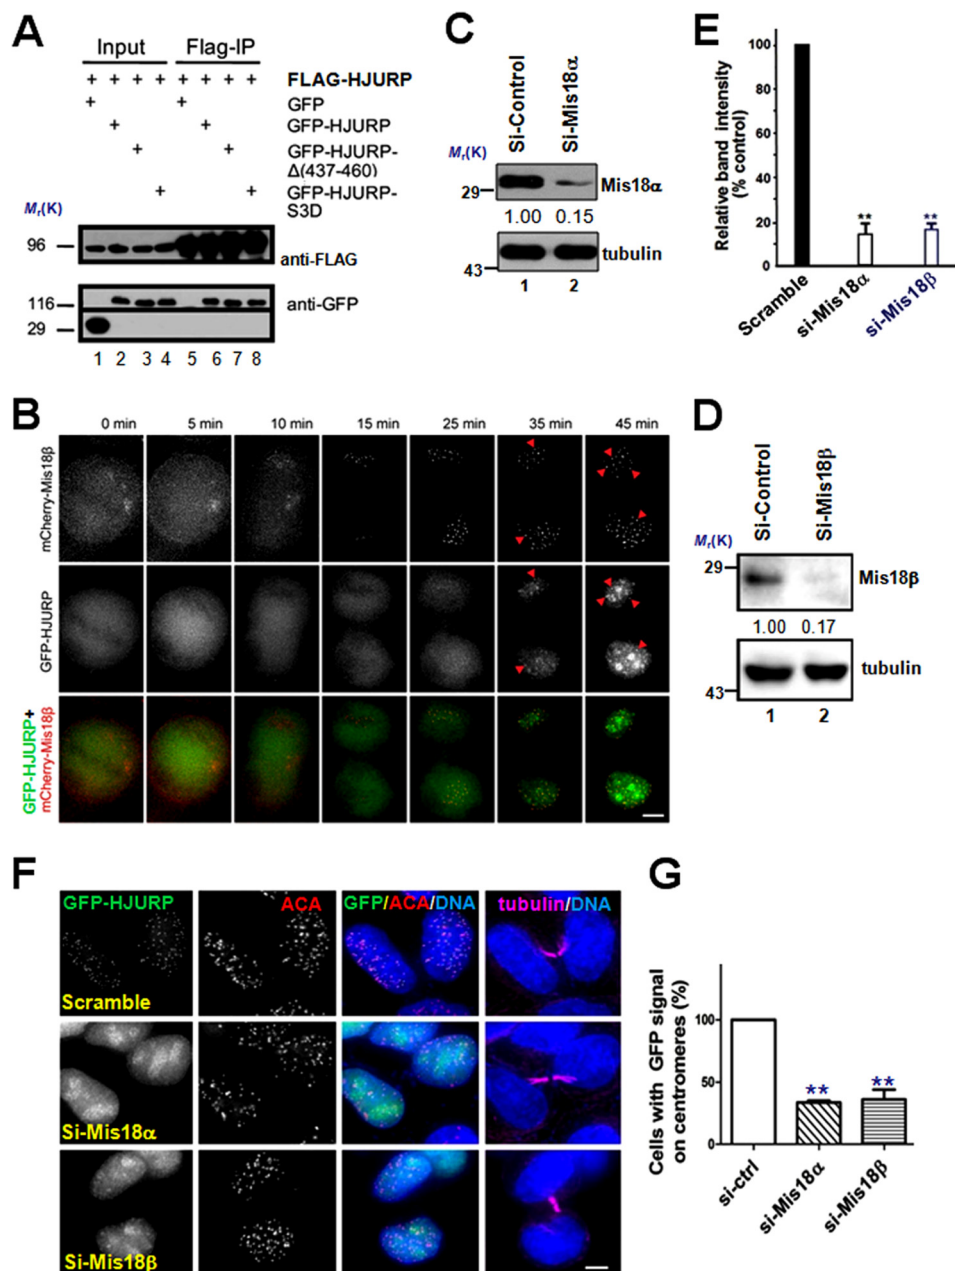 A
Input Flag-IP
+ + + + + + + + FLAG-HJURP
+ + GFP
+ + GFP-HJURP
+ + GFP-HJURP-
Δ(437-460)
+ + GFP-HJURP-
S3D
Mr(K)
96
anti-FLAG
116
anti-GFP
29
1 2 3 4 5 6 7 8
C
Si-Control
Si-Mis18α
Mr(K)
29
Mis18α
1.00 0.15
tubulin
43
1 2
E
Relative band intensity
(% control)
100
80
60
40
20
0
** **
Scramble
si-Mis18α
si-Mis18β
B
0 min 5 min 10 min 15 min 25 min 35 min 45 min
mCherry-Mis18β
GFP-HJURP
GFP-HJURP+
mCherry-Mis18β
D
Si-Control
Si-Mis18β
Mr(K)
29
Mis18β
1.00 0.17
tubulin
43
1 2
F
GFP-HJURP ACA GFP/ACA/DNA tubulin/DNA
Scramble
Si-Mis18α
Si-Mis18β
G
Cells with GFP signal
on centromeres (%)
100
50
0
** **
si-ctrl
si-Mis18α
si-Mis18β